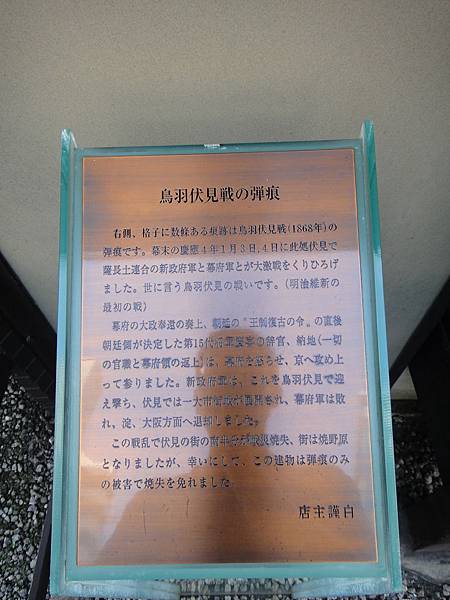 鳥羽伏見戦の弾痕
右側、格子に数條ある痕跡は鳥羽伏見戦(1868年)の
弾痕です。幕末の慶應4年1月3日,4日に此処伏見で
薩長土連合の新政府軍と幕府軍とが大激戦をくりひろげ
ました。世に言う鳥羽伏見の戦いです。(明治維新の
最初の戦)
幕府の大政奉還の奏上、朝廷の“王制復古の令„の直後
朝廷側が決定した第15代将軍慶喜の辞官、納地(一切
の官職と幕府領の返上)は、幕府を怒らせ、京へ攻め上
って参りました。新政府軍は、これを鳥羽伏見で迎
え撃ち、伏見では一大市街戦が展開され、幕府軍は敗
れ、淀、大阪方面へ退却しました。
この戦乱で伏見の街の南半分が戦災焼失、街は焼野原
となりましたが、幸いにして、この建物は弾痕のみ
の被害で焼失を免れました。
店主謹白